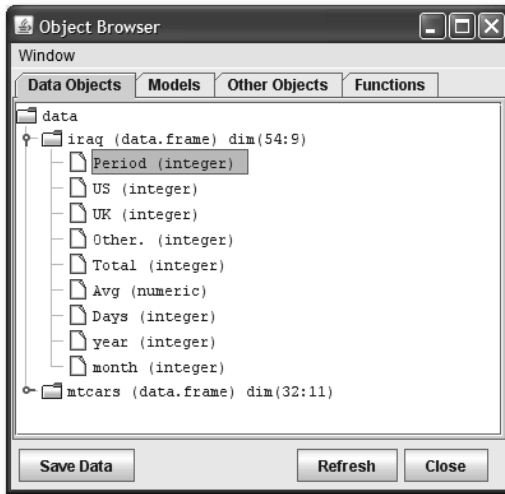 Object Browser
Window
Data Objects Models Other Objects Functions
data
iraq (data.frame) dim(54:9)
Period (integer)
US (integer)
UK (integer)
Other. (integer)
Total (integer)
Avg (numeric)
Days (integer)
year (integer)
month (integer)
mtcars (data.frame) dim(32:11)
Save Data Refresh Close